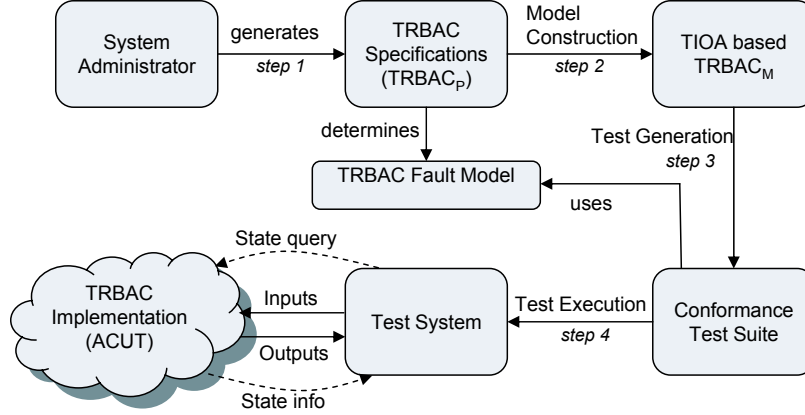 System
Administrator
generates
step 1
TRBAC
Specifications
(TRBAC_P)
Model
Construction
step 2
TIOA based
TRBAC_M
determines
Test Generation
step 3
TRBAC Fault Model
uses
State query
TRBAC
Implementation
(ACUT)
Inputs
Outputs
State info
Test System
Test Execution
step 4
Conformance
Test Suite